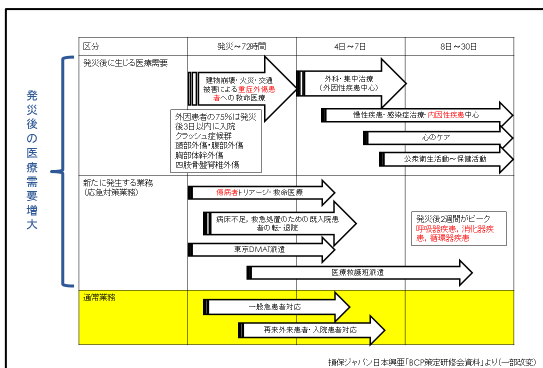 区分
発災~72時間
4日~7日
8日~30日
発災後の医療需要増大
発災後に生じる医療需要
建物崩壊・火災・交通
被害による重症外傷患
者への救命医療
外科・集中治療
(外因性疾患中心)
慢性疾患・感染症治療・内因性疾患中心
心のケア
公衆衛生活動~保健活動
外因患者の75%は発災
後3日以内に入院
クラッシュ症候群
頭部外傷・腹部外傷
胸部体幹外傷
四肢骨盤脊椎外傷
新たに発生する業務
(応急対策業務)
傷病者トリアージ・救命医療
病床不足，救急処置のための既入院患
者の転・退院
東京DMAT派遣
医療救護班派遣
発災後2週間がピーク
呼吸器疾患，消化器疾
患，循環器疾患
通常業務
一般急患者対応
再来外来患者・入院患者対応
損保ジャパン日本興亜「BCP策定研修会資料」より(一部改変)